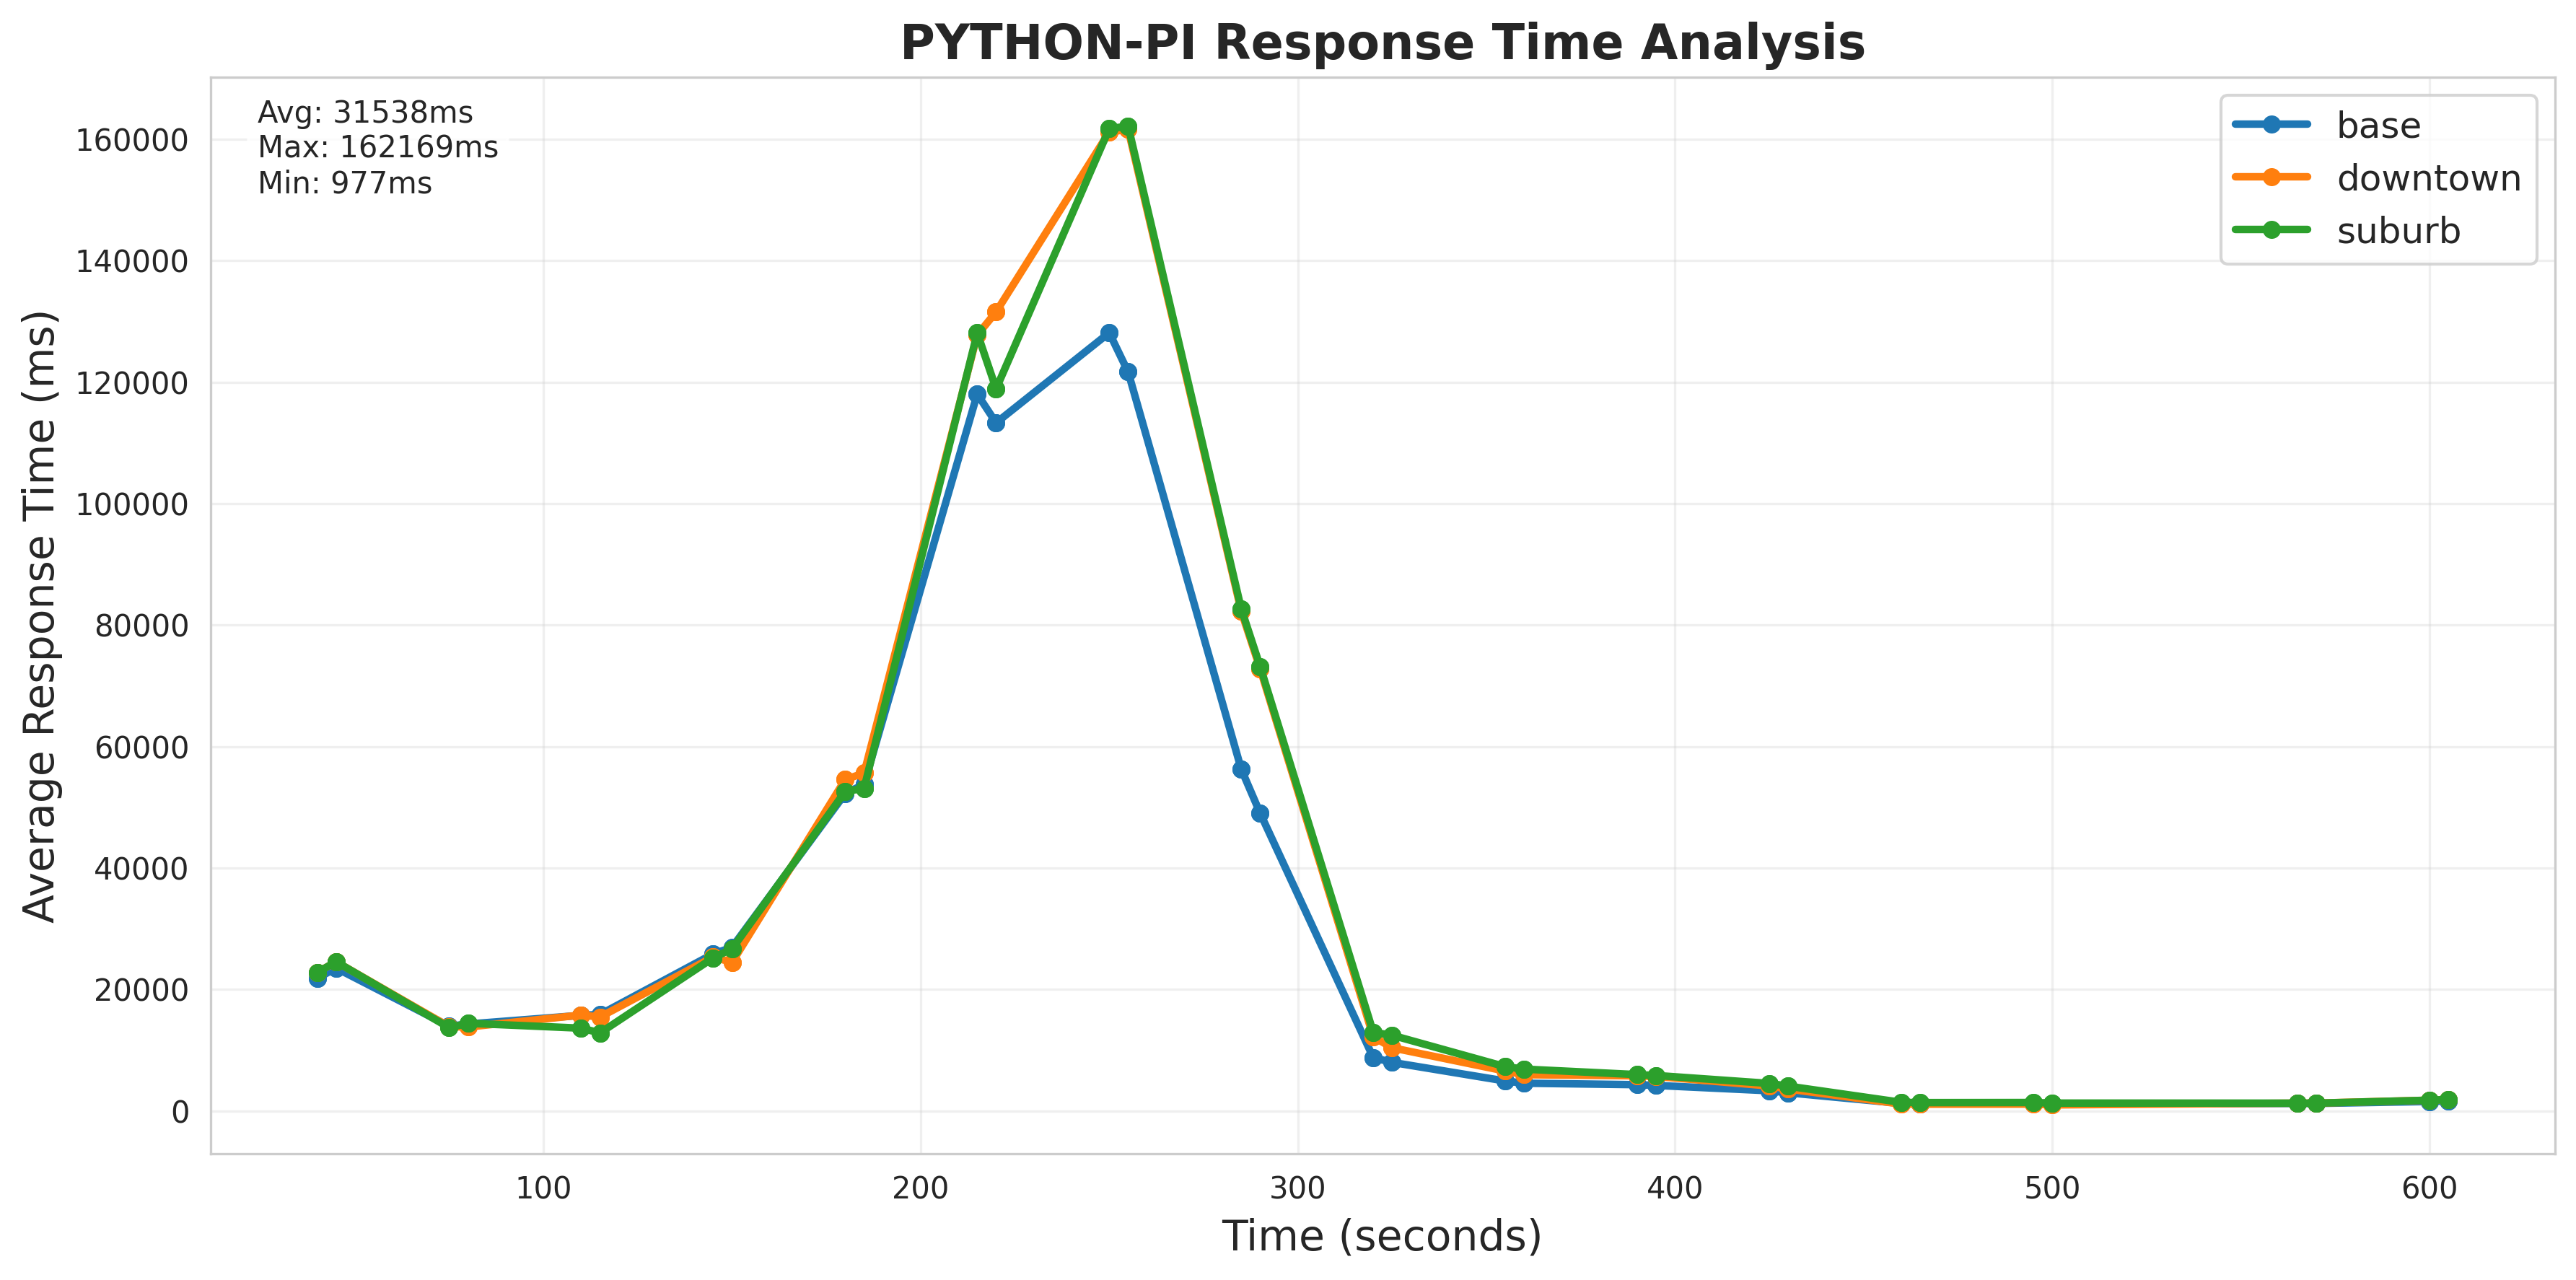 PYTHON-PI Response Time Analysis
Avg: 31538ms
Max: 162169ms
Min: 977ms
base
downtown
suburb
Average Response Time (ms)
160000
140000
120000
100000
80000
60000
40000
20000
0
100 200 300 400 500 600
Time (seconds)